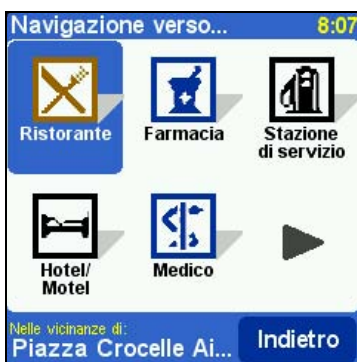 Navigazione verso... 8:07
Ristorante
Farmacia
Stazione
di servizio
Hotel/
Motel
Medico
Nelle vicinanze di:
Piazza Crocelle Ai...
Indietro